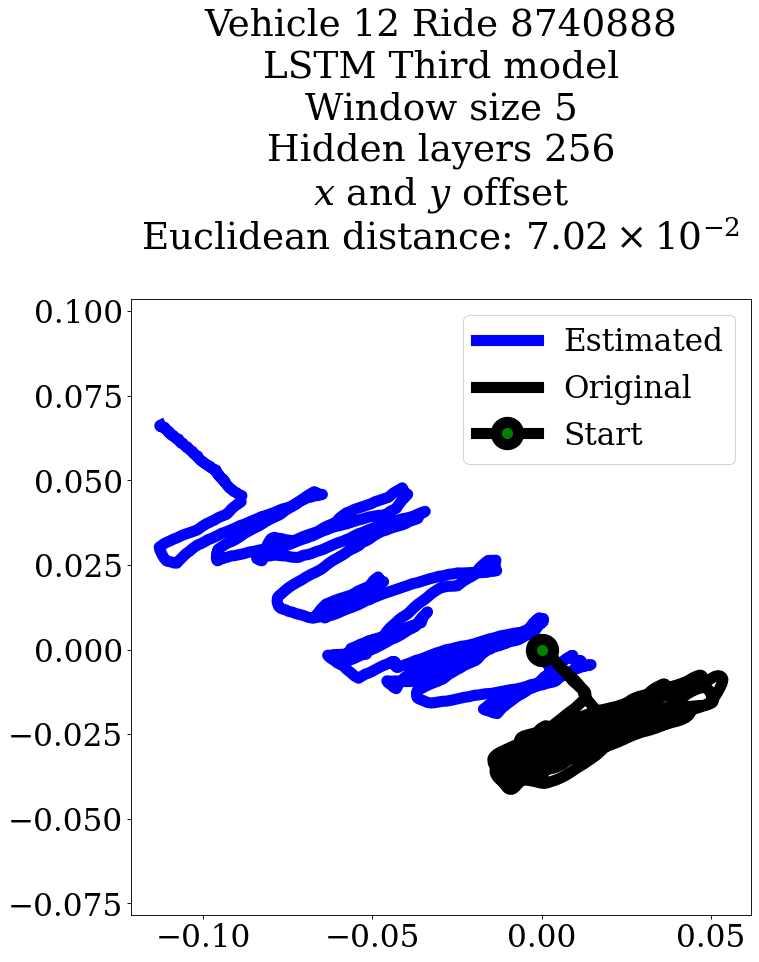 Vehicle 12 Ride 8740888
LSTM Third model
Window size 5
Hidden layers 256
x and y offset
Euclidean distance: 7.02 × 10⁻²
Estimated
Original
Start
0.100
0.075
0.050
0.025
0.000
−0.025
−0.050
−0.075
−0.10
−0.05
0.00
0.05